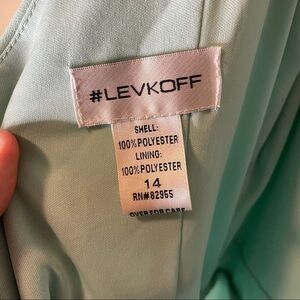 #LEVKOFF
SHELL:
100% POLYESTER
LINING:
100% POLYESTER
14
RN#82955
OVER FOR CARE